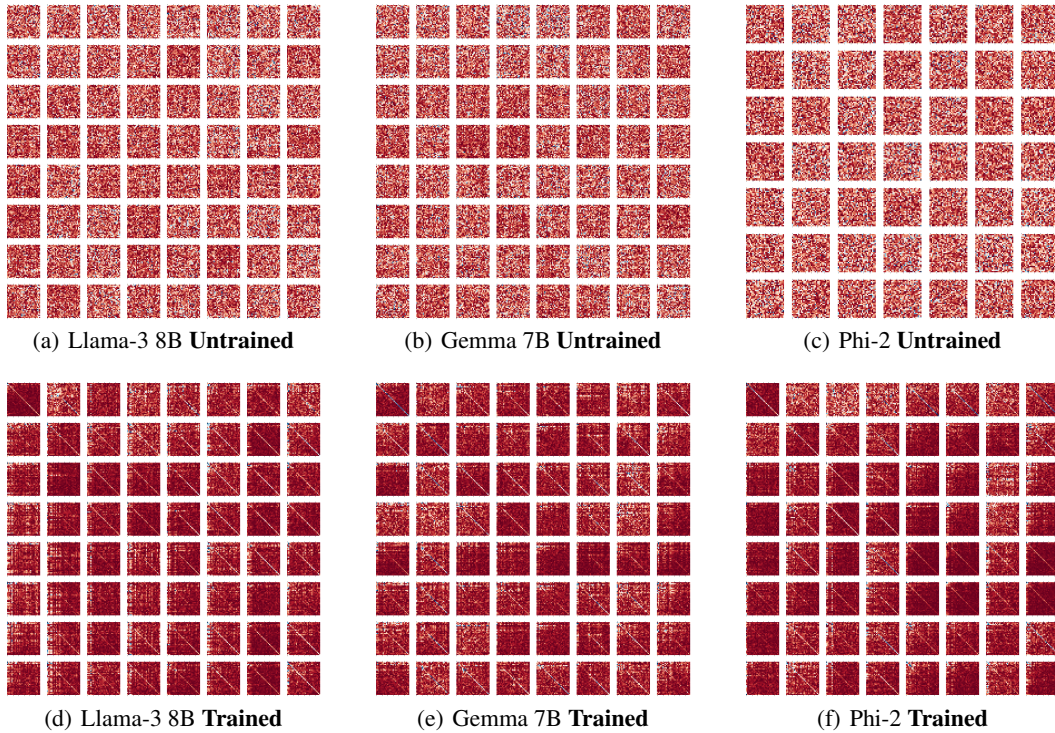 (a) Llama-3 8B Untrained
(b) Gemma 7B Untrained
(c) Phi-2 Untrained
(d) Llama-3 8B Trained
(e) Gemma 7B Trained
(f) Phi-2 Trained